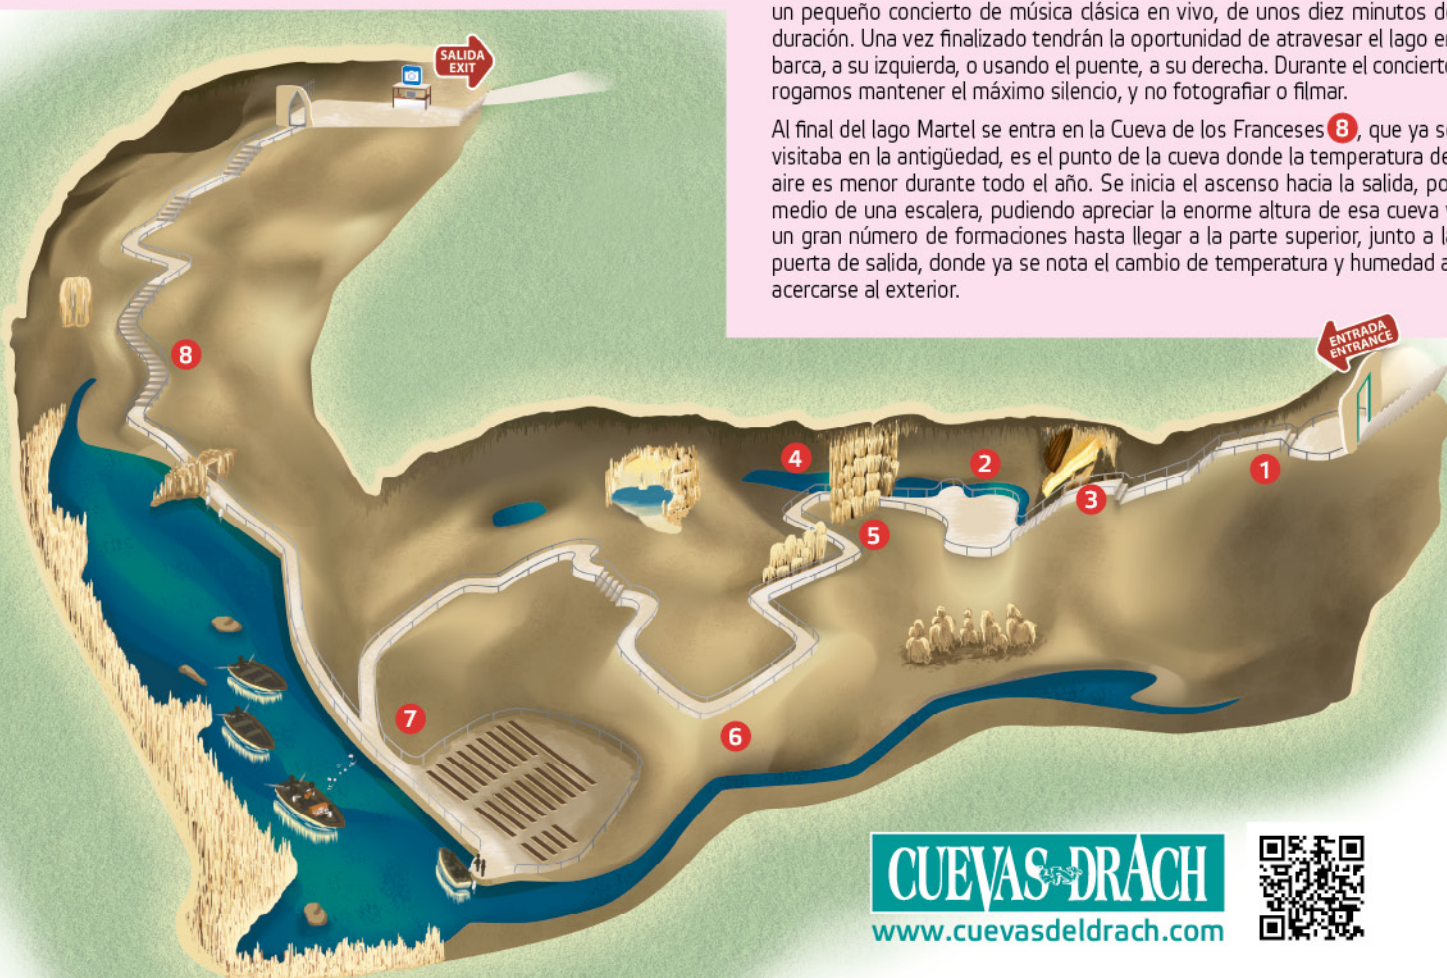 un pequeño concierto de música clásica en vivo, de unos diez minutos
duración. Una vez finalizado tendrán la oportunidad de atravesar el lago
barca, a su izquierda, o usando el puente, a su derecha. Durante el concierto
rogamos mantener el máximo silencio, y no fotografiar o filmar.
Al final del lago Martel se entra en la Cueva de los Franceses 8, que ya
visitaba en la antigüedad, es el punto de la cueva donde la temperatura
aire es menor durante todo el año. Se inicia el ascenso hacia la salida,
medio de una escalera, pudiendo apreciar la enorme altura de esa cueva
un gran número de formaciones hasta llegar a la parte superior, junto a
puerta de salida, donde ya se nota el cambio de temperatura y humedad
acercarse al exterior.
SALIDA
EXIT
ENTRADA
ENTRANCE
8
4
2
1
3
5
7
6
CUEVAS DRACH
www.cuevasdeldrach.com